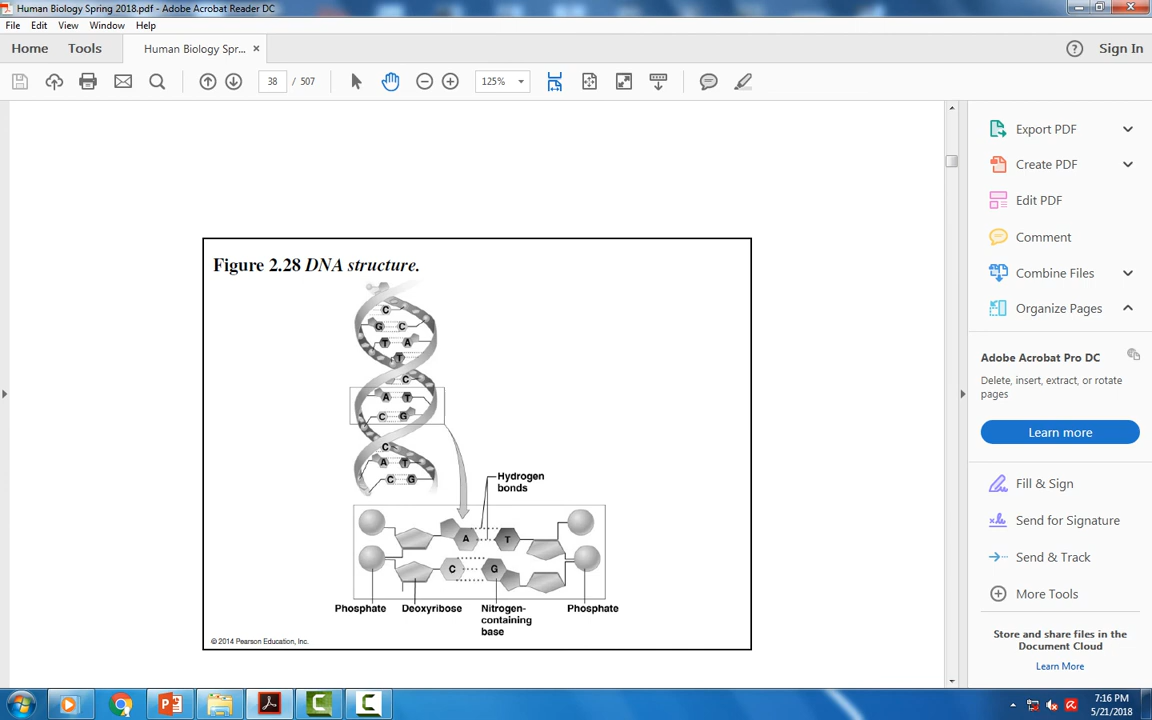 Human Biology Spring 2018.pdf - Adobe Acrobat Reader DC
File Edit View Window Help
Home Tools Human Biology Spr... × ? Sign In
38 / 507 125%
Export PDF
Create PDF
Edit PDF
Comment
Combine Files
Organize Pages
Adobe Acrobat Pro DC
Delete, insert, extract, or rotate
pages
Learn more
Fill & Sign
Send for Signature
Send & Track
More Tools
Store and share files in the
Document Cloud
Learn More
Figure 2.28 DNA structure.
C
G C
T A
T
C
A T
C G
C
A T
C G
Hydrogen
bonds
A T
C G
Phosphate Deoxyribose Nitrogen- Phosphate
containing
base
© 2014 Pearson Education, Inc.
7:16 PM
5/21/2018